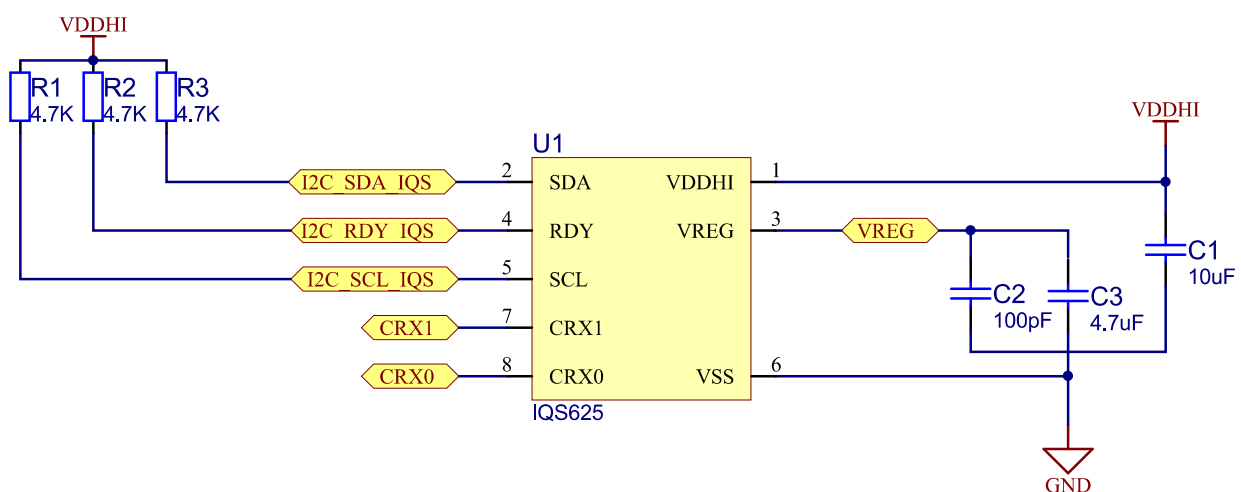 VDDHI
R1
4.7K
R2
4.7K
R3
4.7K
I2C_SDA_IQS
I2C_RDY_IQS
I2C_SCL_IQS
CRX1
CRX0
U1
2
SDA
4
RDY
5
SCL
7
CRX1
8
CRX0
VDDHI
1
VREG
3
VSS
6
IQS625
VREG
VDDHI
C1
10uF
C2
100pF
C3
4.7uF
GND